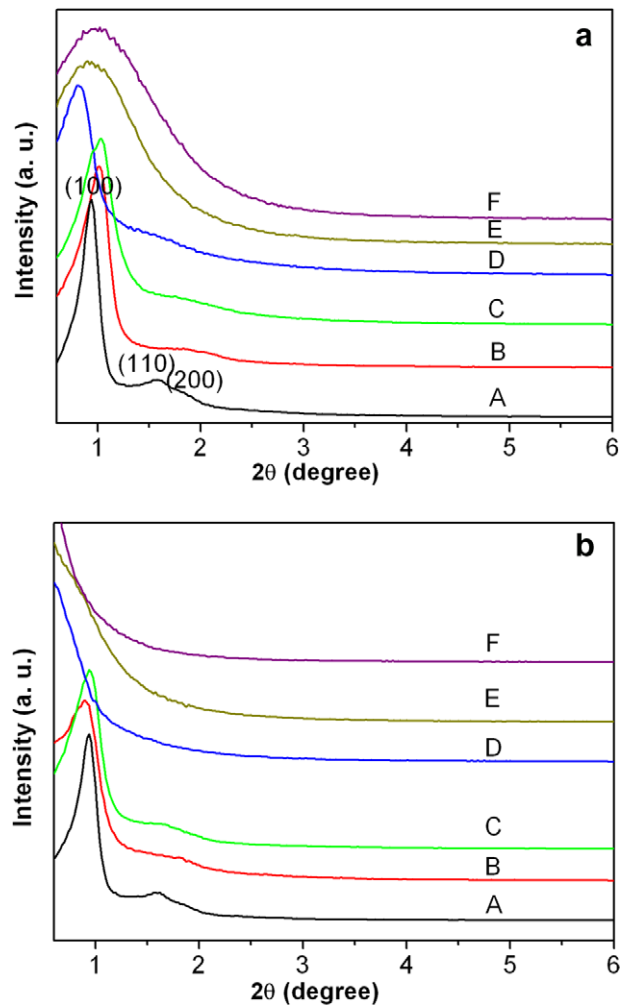 a
Intensity (a. u.)
(100)
F
E
D
C
B
(110)
(200)
A
1 2 3 4 5 6
2θ (degree)
b
Intensity (a. u.)
F
E
D
C
B
A
1 2 3 4 5 6
2θ (degree)